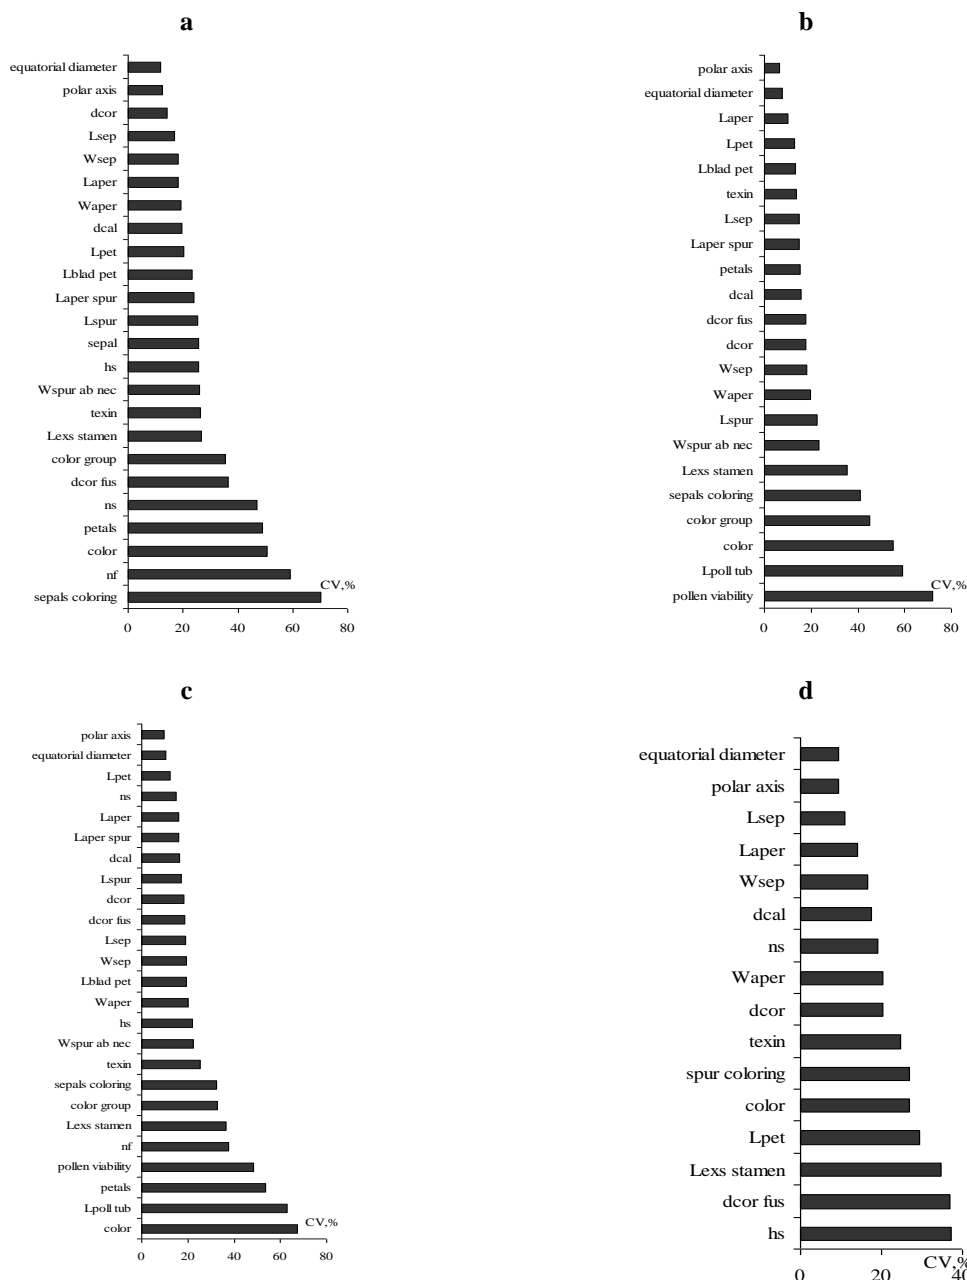 a
equatorial diameter
polar axis
dcor
Lsep
Wsep
Laper
Waper
dcal
Lpet
Lblad pet
Laper spur
Lspur
sepal
hs
Wspur ab nec
texin
Lexs stamen
color group
dcor fus
ns
petals
color
nf
sepals coloring
CV,%
0 20 40 60 80
b
polar axis
equatorial diameter
Laper
Lpet
Lblad pet
texin
Lsep
Laper spur
petals
dcal
dcor fus
dcor
Wsep
Waper
Lspur
Wspur ab nec
Lexs stamen
sepals coloring
color group
color
Lpoll tub
pollen viability
CV,%
0 20 40 60 80
c
polar axis
equatorial diameter
Lpet
ns
Laper
Laper spur
dcal
Lspur
dcor
dcor fus
Lsep
Wsep
Lblad pet
Waper
hs
Wspur ab nec
texin
sepals coloring
color group
Lexs stamen
nf
pollen viability
petals
Lpoll tub
color
CV,%
0 20 40 60 80
d
equatorial diameter
polar axis
Lsep
Laper
Wsep
dcal
ns
Waper
dcor
texin
spur coloring
color
Lpet
Lexs stamen
dcor fus
hs
CV,%
0 20 40